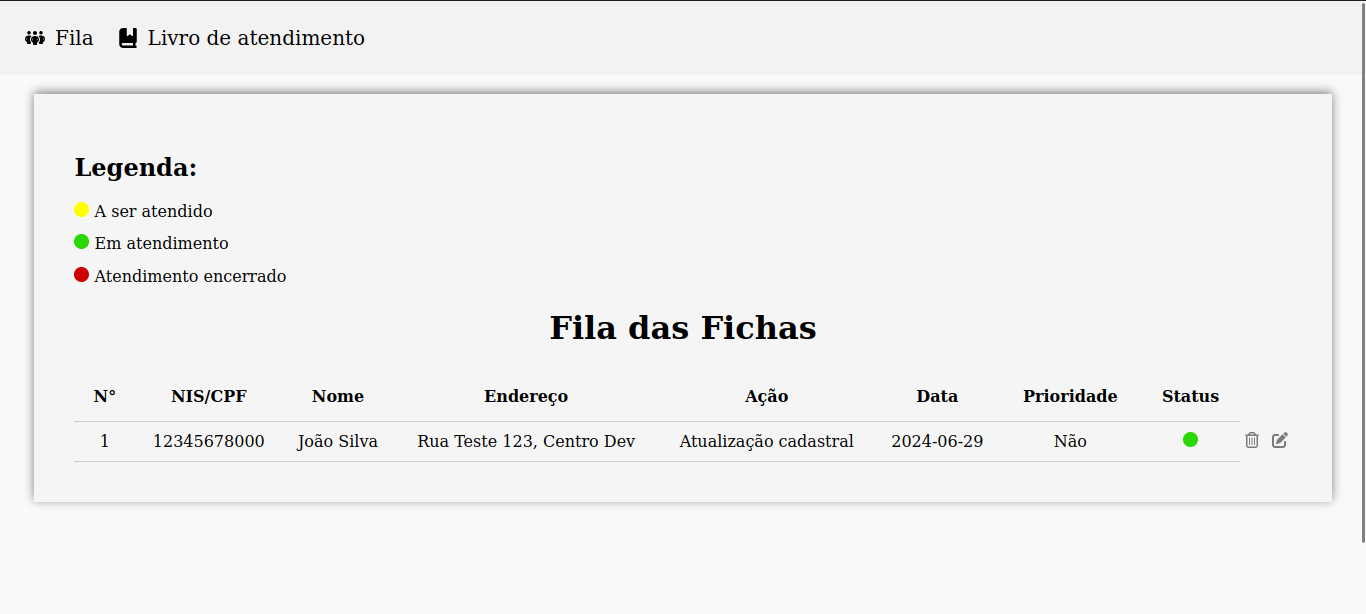 Fila Livro de atendimento
Legenda:
A ser atendido
Em atendimento
Atendimento encerrado
Fila das Fichas
N° NIS/CPF Nome Endereço Ação Data Prioridade Status
1 12345678000 João Silva Rua Teste 123, Centro Dev Atualização cadastral 2024-06-29 Não